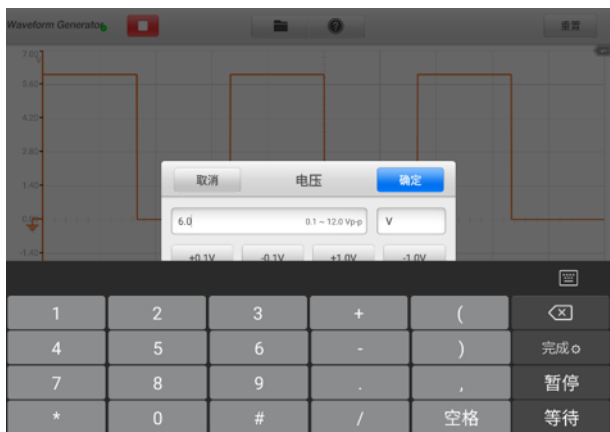 Waveform Generator
重置
7.00
5.60
4.20
2.80
1.40
0.00
-1.40
取消 电压 确定
6.0 0.1 ~ 12.0 Vp-p V
+0.1V -0.1V +1.0V -1.0V
1 2 3 + (
4 5 6 - ) 完成
7 8 9 . , 暂停
* 0 # / 空格 等待